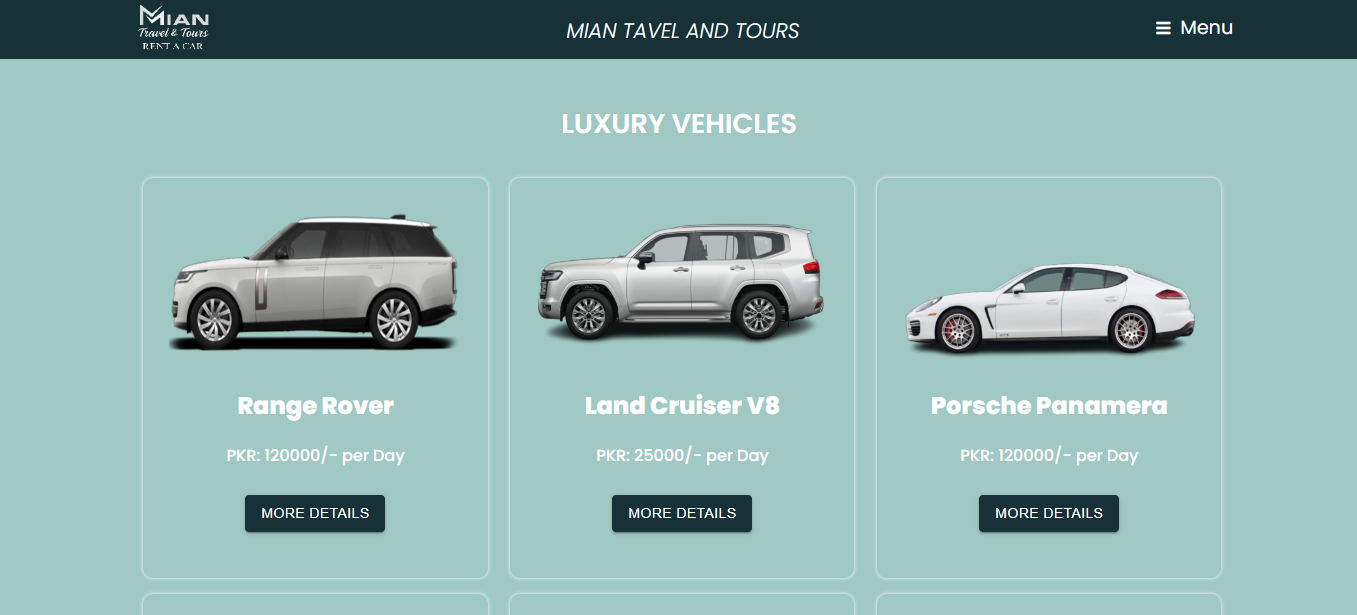 MIAN
Travel & Tours
RENT A CAR
MIAN TAVEL AND TOURS
Menu
LUXURY VEHICLES
Range Rover
PKR: 120000/- per Day
MORE DETAILS
Land Cruiser V8
PKR: 25000/- per Day
MORE DETAILS
Porsche Panamera
PKR: 120000/- per Day
MORE DETAILS